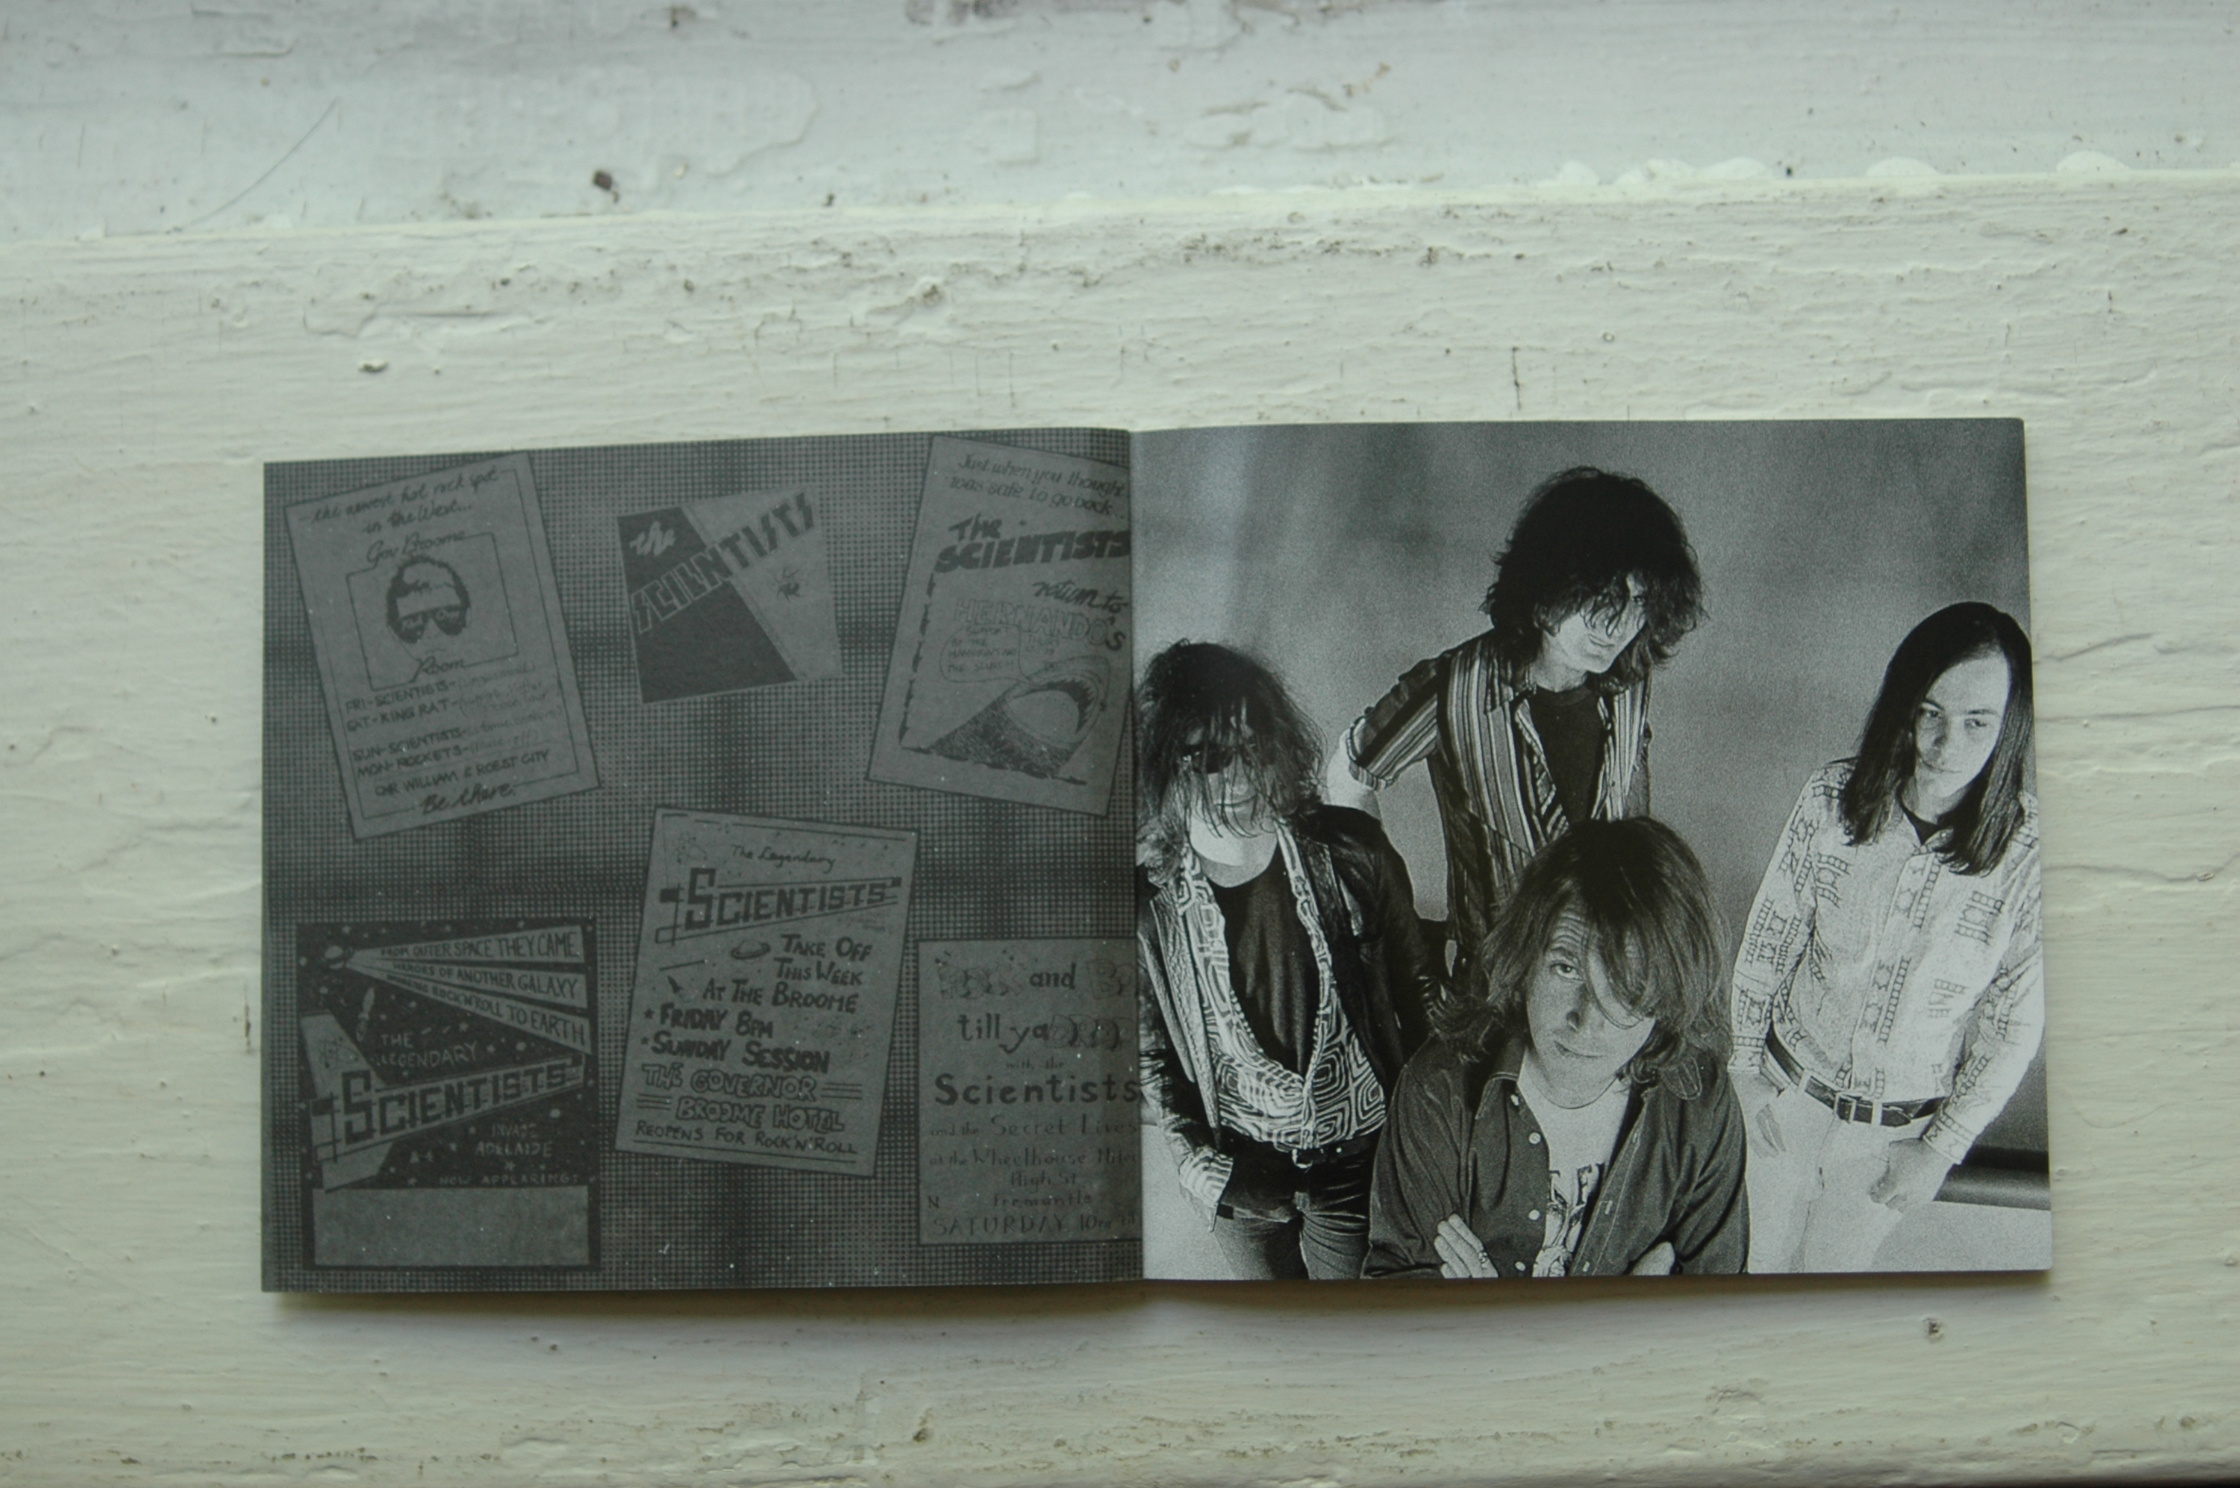 ...the newest hot rock spot
in the West...
Gov Broome
Room
FRI-SCIENTISTS-
SAT-KING RAT-
SUN-SCIENTISTS-
MON-ROCKETS-
CNR WILLIAM & ROBST CITY
Be there.
The
SCIENTISTS
Just when you thought
was safe to go back...
The
SCIENTISTS
return to
HERNANDO'S
FROM OUTER SPACE THEY CAME
HEROES OF ANOTHER GALAXY
ROCK'N'ROLL TO EARTH
THE
LEGENDARY
SCIENTISTS
INVADE
ADELAIDE
NOW APPEARING:
The Legendary
SCIENTISTS
TAKE OFF
THIS WEEK
AT THE BROOME
* FRIDAY 8PM
* SUNDAY SESSION
THE GOVERNOR
BROOME HOTEL
REOPENS FOR ROCK'N'ROLL
and
till ya
with the
Scientists
and the Secret Lives
at the Wheelhouse
High St
Fremantle
SATURDAY 10